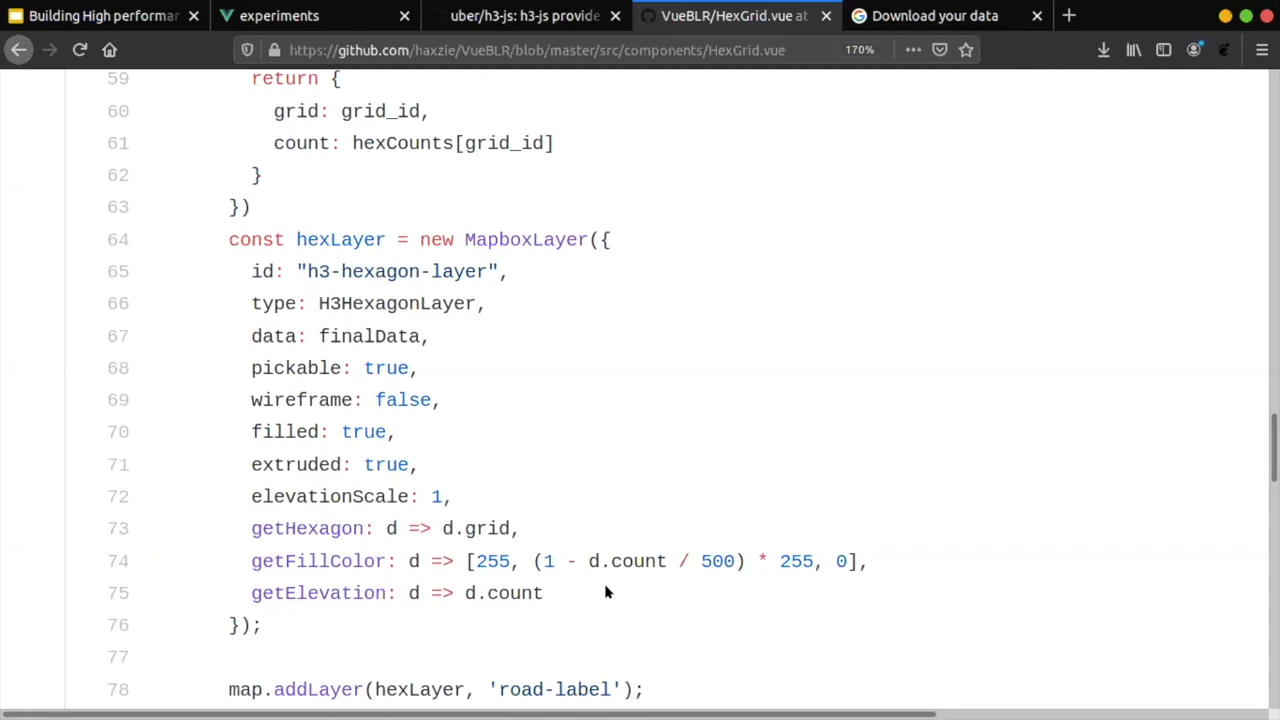 Building High performar
experiments
uber/h3-js: h3-js provide
VueBLR/HexGrid.vue at
Download your data
https://github.com/haxzie/VueBLR/blob/master/src/components/HexGrid.vue
170%
59 return {
60 grid: grid_id,
61 count: hexCounts[grid_id]
62 }
63 })
64 const hexLayer = new MapboxLayer({
65 id: "h3-hexagon-layer",
66 type: H3HexagonLayer,
67 data: finalData,
68 pickable: true,
69 wireframe: false,
70 filled: true,
71 extruded: true,
72 elevationScale: 1,
73 getHexagon: d => d.grid,
74 getFillColor: d => [255, (1 - d.count / 500) * 255, 0],
75 getElevation: d => d.count
76 });
77
78 map.addLayer(hexLayer, 'road-label');